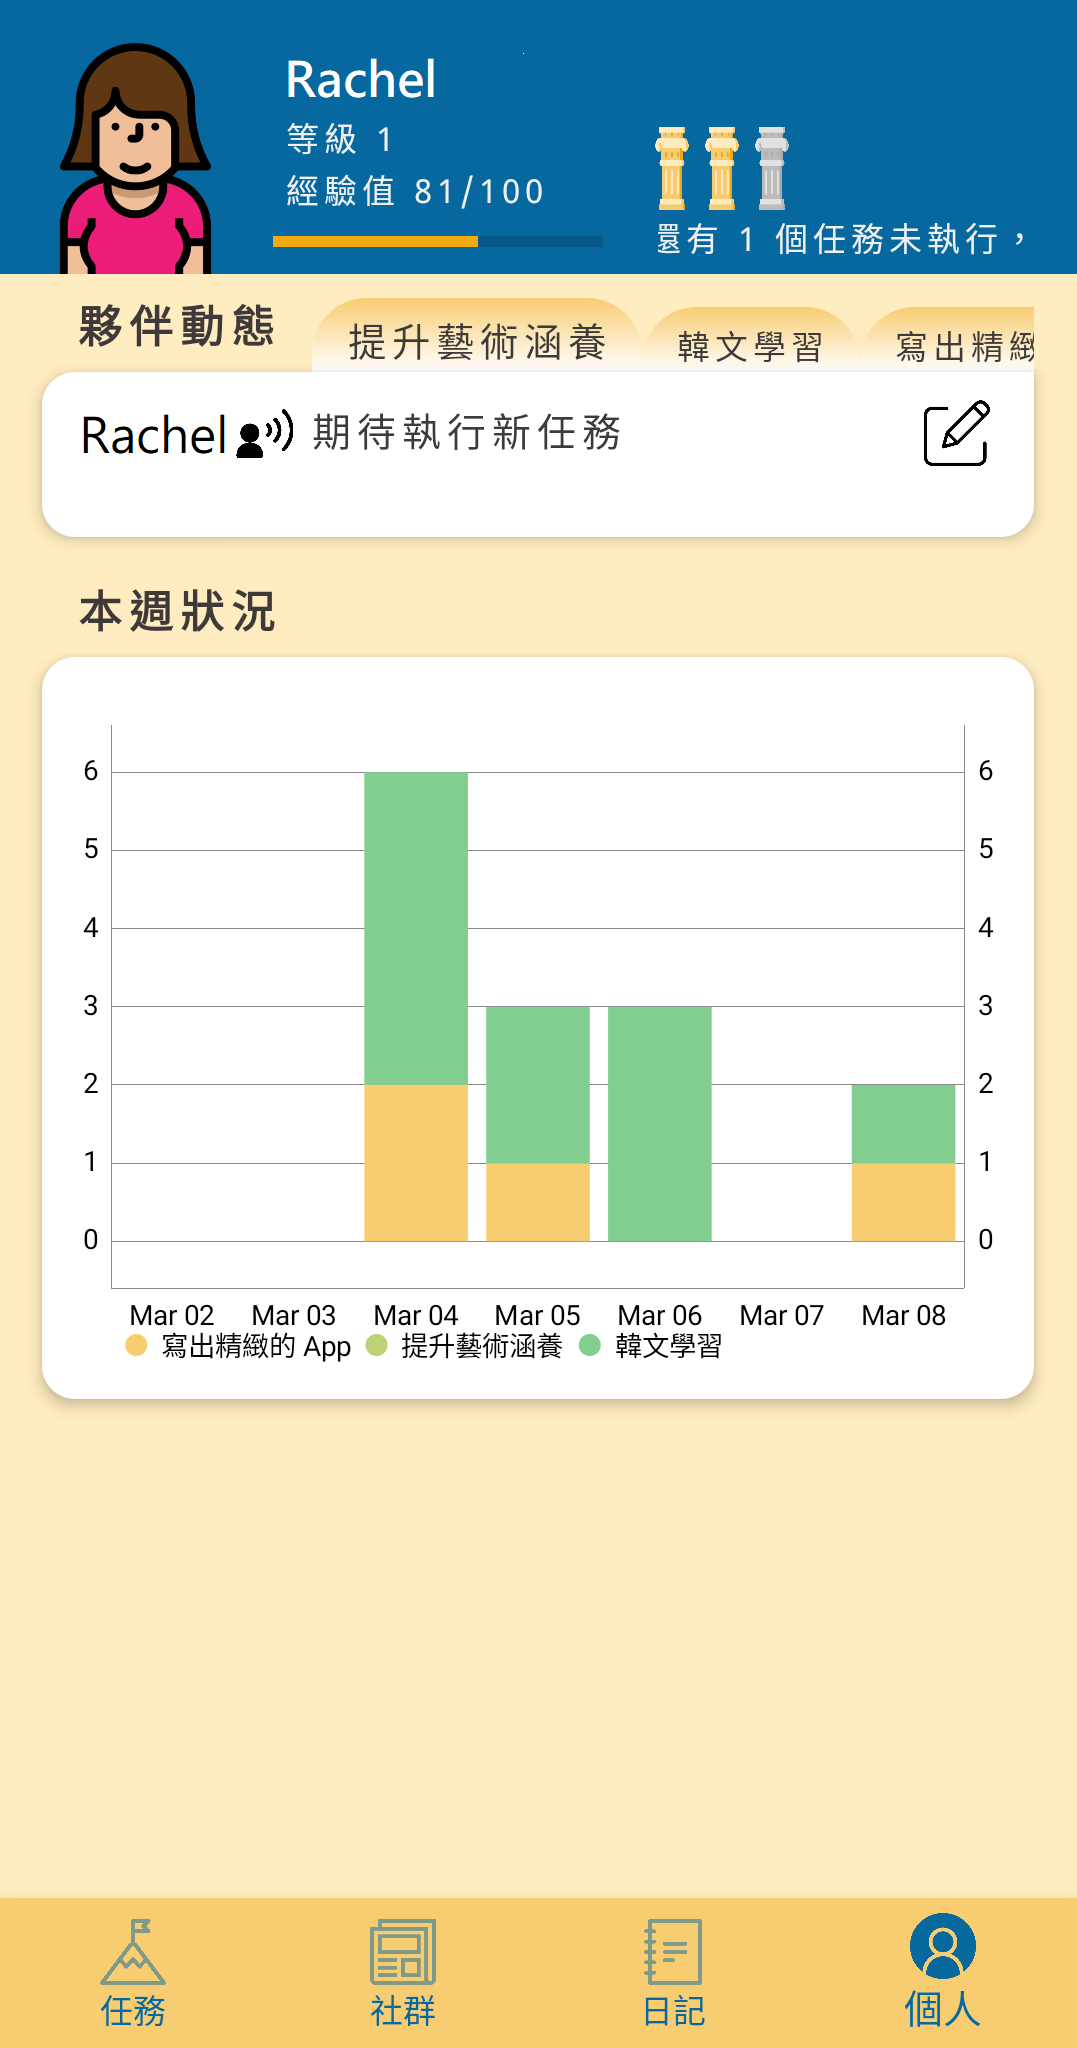 Rachel
等級 1
經驗值 81/100
還有 1 個任務未執行，
夥伴動態
提升藝術涵養
韓文學習
寫出精緻
Rachel 期待執行新任務
本週狀況
6 6
5 5
4 4
3 3
2 2
1 1
0 0
Mar 02 Mar 03 Mar 04 Mar 05 Mar 06 Mar 07 Mar 08
寫出精緻的 App 提升藝術涵養 韓文學習
任務 社群 日記 個人